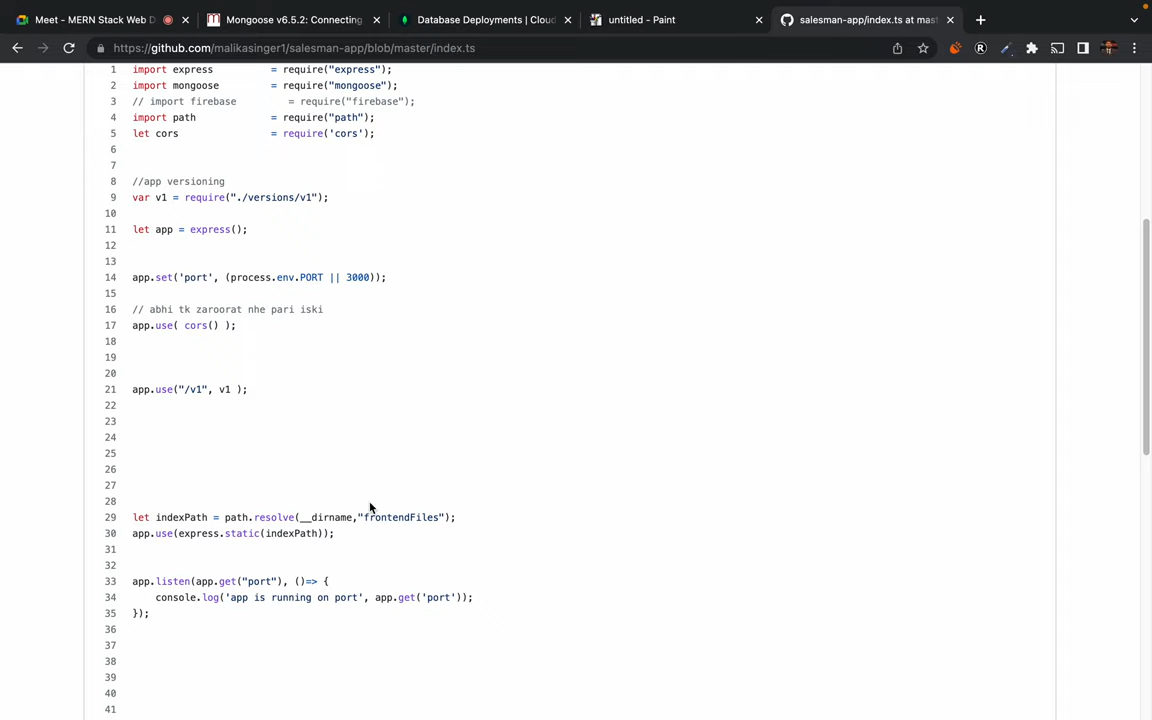 Meet - MERN Stack Web D
Mongoose v6.5.2: Connecting
Database Deployments | Cloud
untitled - Paint
salesman-app/index.ts at mast
https://github.com/malikasinger1/salesman-app/blob/master/index.ts
1 import express = require("express");
2 import mongoose = require("mongoose");
3 // import firebase = require("firebase");
4 import path = require("path");
5 let cors = require('cors');
6
7
8 //app versioning
9 var v1 = require("./versions/v1");
10
11 let app = express();
12
13
14 app.set('port', (process.env.PORT || 3000));
15
16 // abhi tk zaroorat nhe pari iski
17 app.use( cors() );
18
19
20
21 app.use("/v1", v1 );
22
23
24
25
26
27
28
29 let indexPath = path.resolve(__dirname,"frontendFiles");
30 app.use(express.static(indexPath));
31
32
33 app.listen(app.get("port"), ()=> {
34 console.log('app is running on port', app.get('port'));
35 });
36
37
38
39
40
41